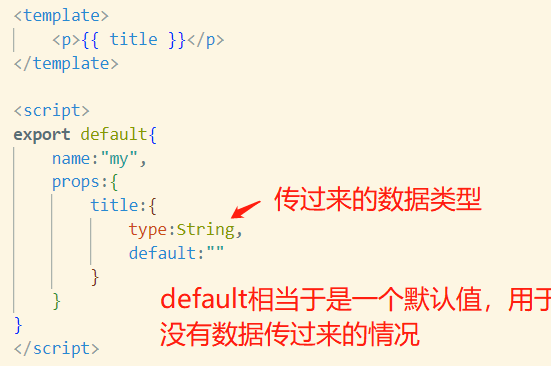 <template>
    <p>{{ title }}</p>
</template>
<script>
export default{
    name:"my",
    props:{
        title:{
传过来的数据类型
            type:String,
            default:""
        }
default相当于是一个默认值，用于
    }
没有数据传过来的情况
}
</script>